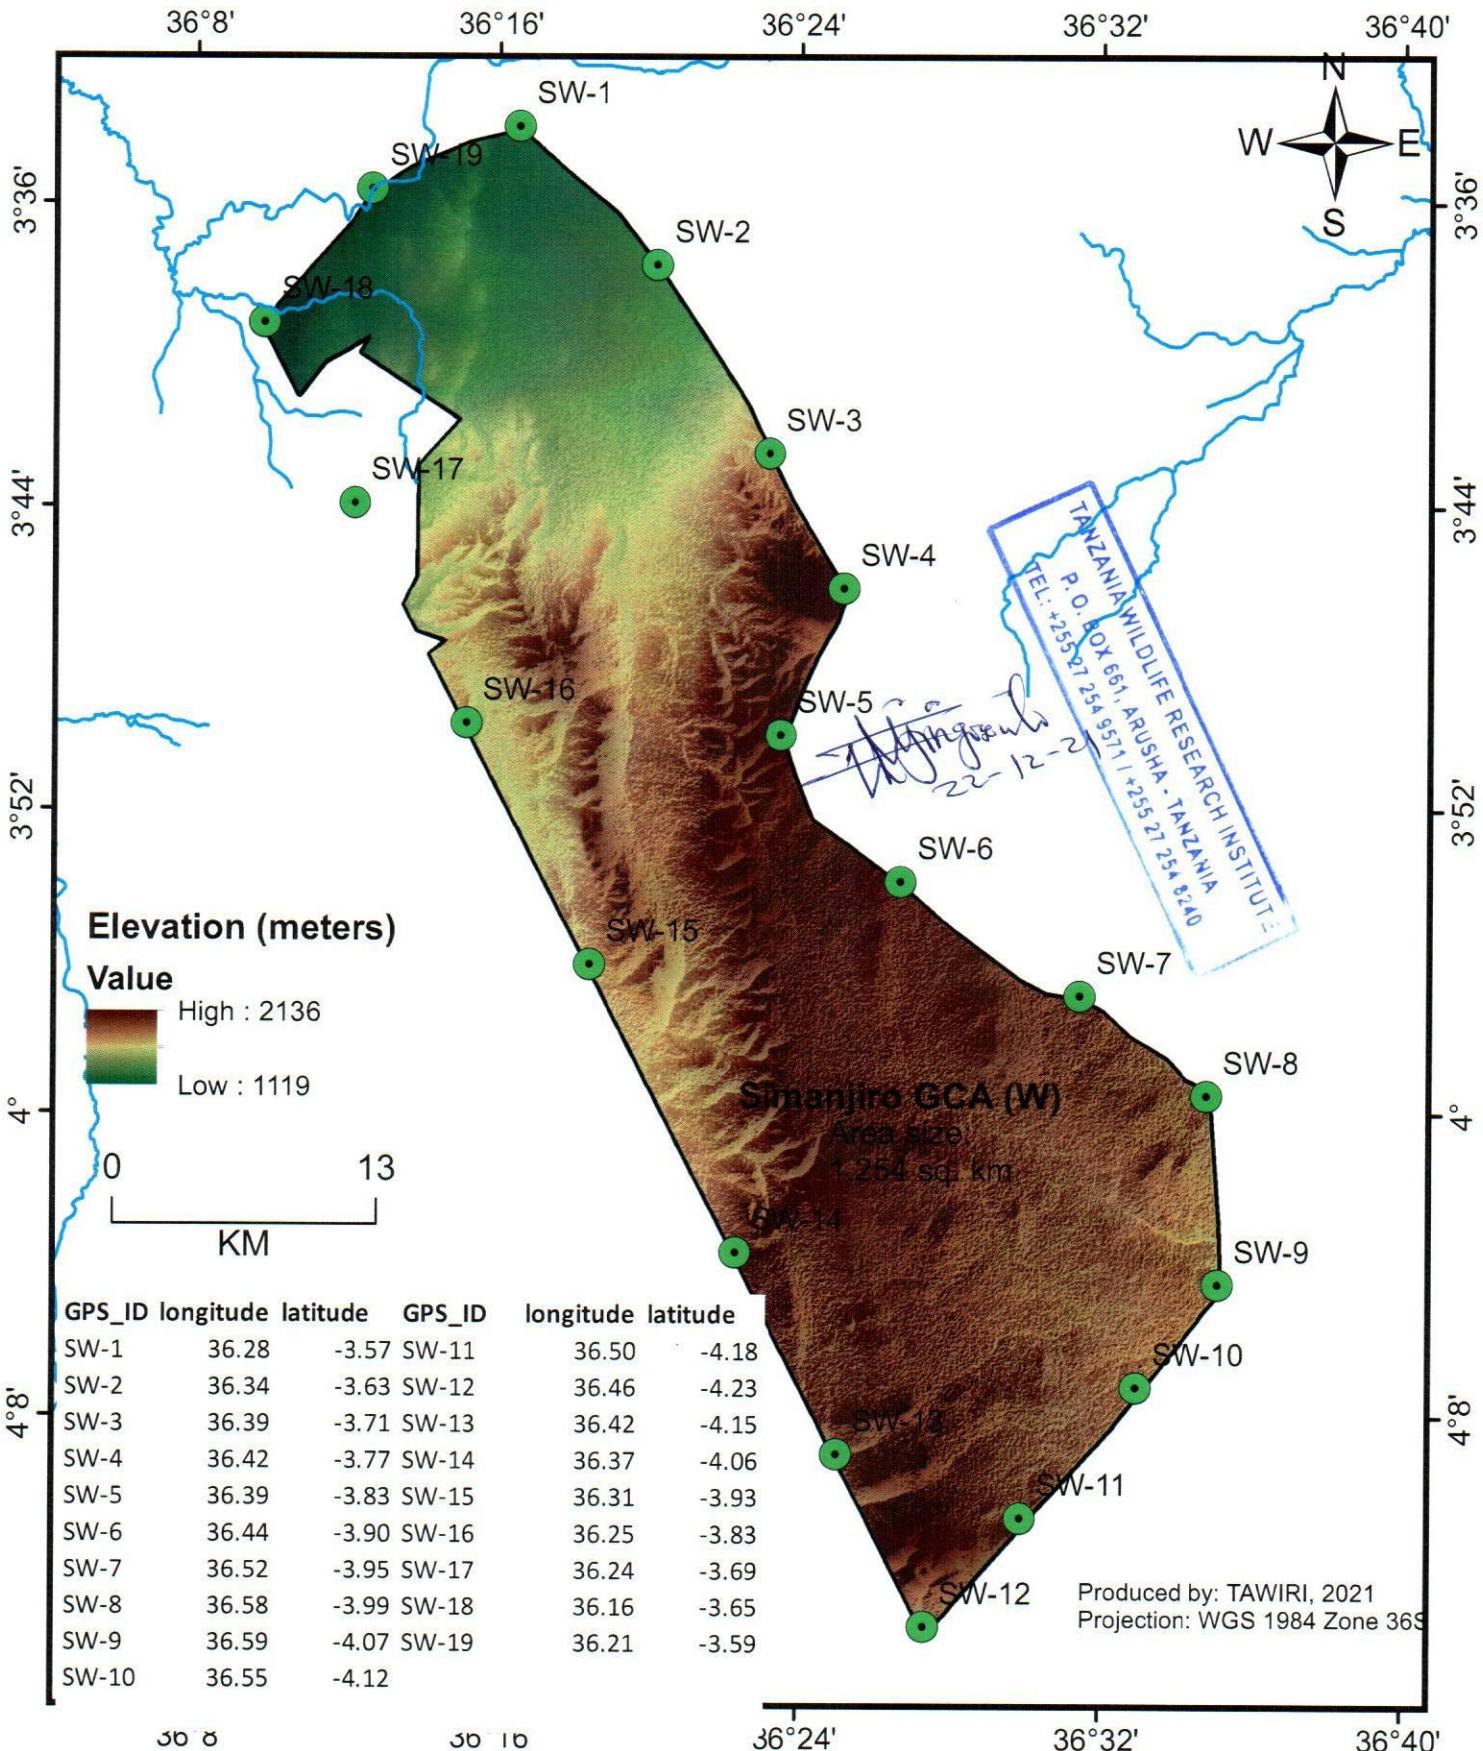 36°8' 36°16' 36°24' 36°32' 36°40'
N
W E
S
SW-1
SW-19
SW-2
SW-18
SW-3
SW-17
SW-4
SW-16
SW-5
SW-6
SW-15
SW-7
SW-8
SW-14
SW-9
SW-10
SW-13
SW-11
SW-12
3°36' 3°36'
3°44' 3°44'
3°52' 3°52'
4° 4°
4°8' 4°8'
TANZANIA WILDLIFE RESEARCH INSTITUTE
P. O. BOX 661, ARUSHA - TANZANIA
TEL: +255 27 254 9571 / +255 27 254 8240
22-12-21
Elevation (meters)
Value
High : 2136
Low : 1119
0 13
KM
Simanjiro GCA (W)
Area size:
1,254 sq. km
GPS_ID longitude latitude GPS_ID longitude latitude
SW-1 36.28 -3.57 SW-11 36.50 -4.18
SW-2 36.34 -3.63 SW-12 36.46 -4.23
SW-3 36.39 -3.71 SW-13 36.42 -4.15
SW-4 36.42 -3.77 SW-14 36.37 -4.06
SW-5 36.39 -3.83 SW-15 36.31 -3.93
SW-6 36.44 -3.90 SW-16 36.25 -3.83
SW-7 36.52 -3.95 SW-17 36.24 -3.69
SW-8 36.58 -3.99 SW-18 36.16 -3.65
SW-9 36.59 -4.07 SW-19 36.21 -3.59
SW-10 36.55 -4.12
Produced by: TAWIRI, 2021
Projection: WGS 1984 Zone 36S
36°8' 36°16' 36°24' 36°32' 36°40'